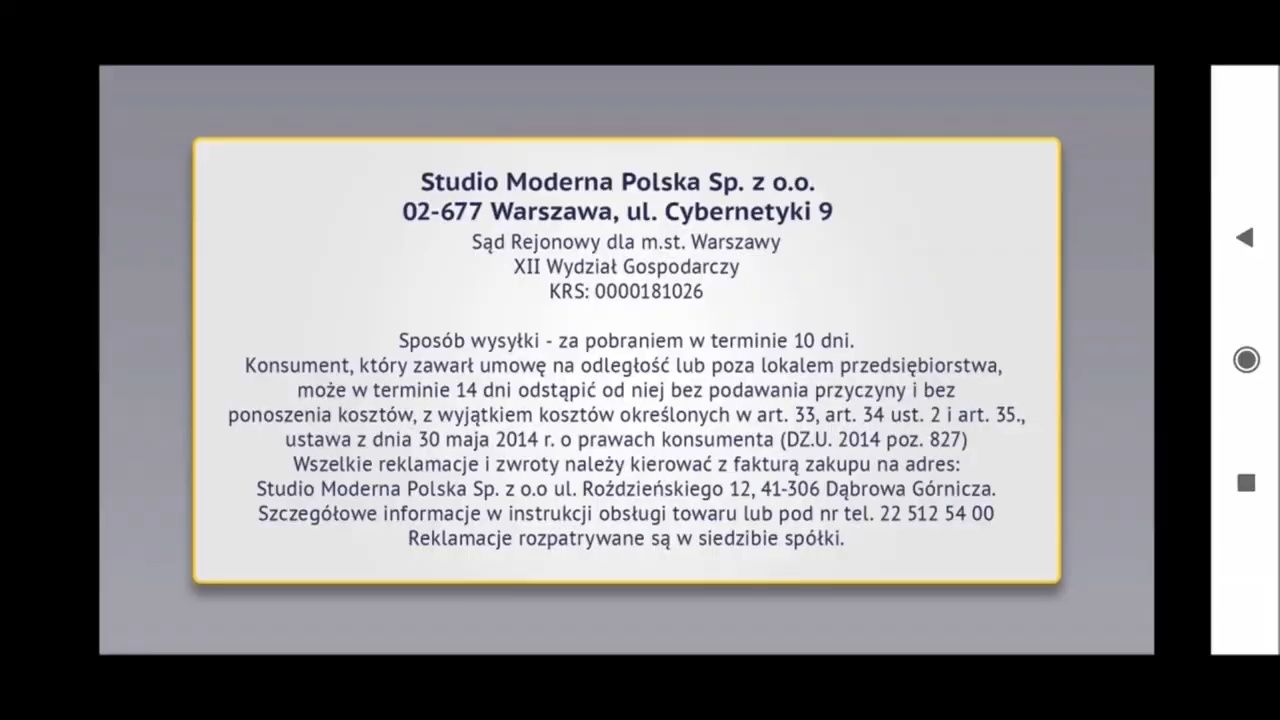 Studio Moderna Polska Sp. z o.o.
02-677 Warszawa, ul. Cybernetyki 9
Sąd Rejonowy dla m.st. Warszawy
XII Wydział Gospodarczy
KRS: 0000181026
Sposób wysyłki - za pobraniem w terminie 10 dni.
Konsument, który zawarł umowę na odległość lub poza lokalem przedsiębiorstwa,
może w terminie 14 dni odstąpić od niej bez podawania przyczyny i bez
ponoszenia kosztów, z wyjątkiem kosztów określonych w art. 33, art. 34 ust. 2 i art. 35.,
ustawa z dnia 30 maja 2014 r. o prawach konsumenta (DZ.U. 2014 poz. 827)
Wszelkie reklamacje i zwroty należy kierować z fakturą zakupu na adres:
Studio Moderna Polska Sp. z o.o ul. Roździeńskiego 12, 41-306 Dąbrowa Górnicza.
Szczegółowe informacje w instrukcji obsługi towaru lub pod nr tel. 22 512 54 00
Reklamacje rozpatrywane są w siedzibie spółki.